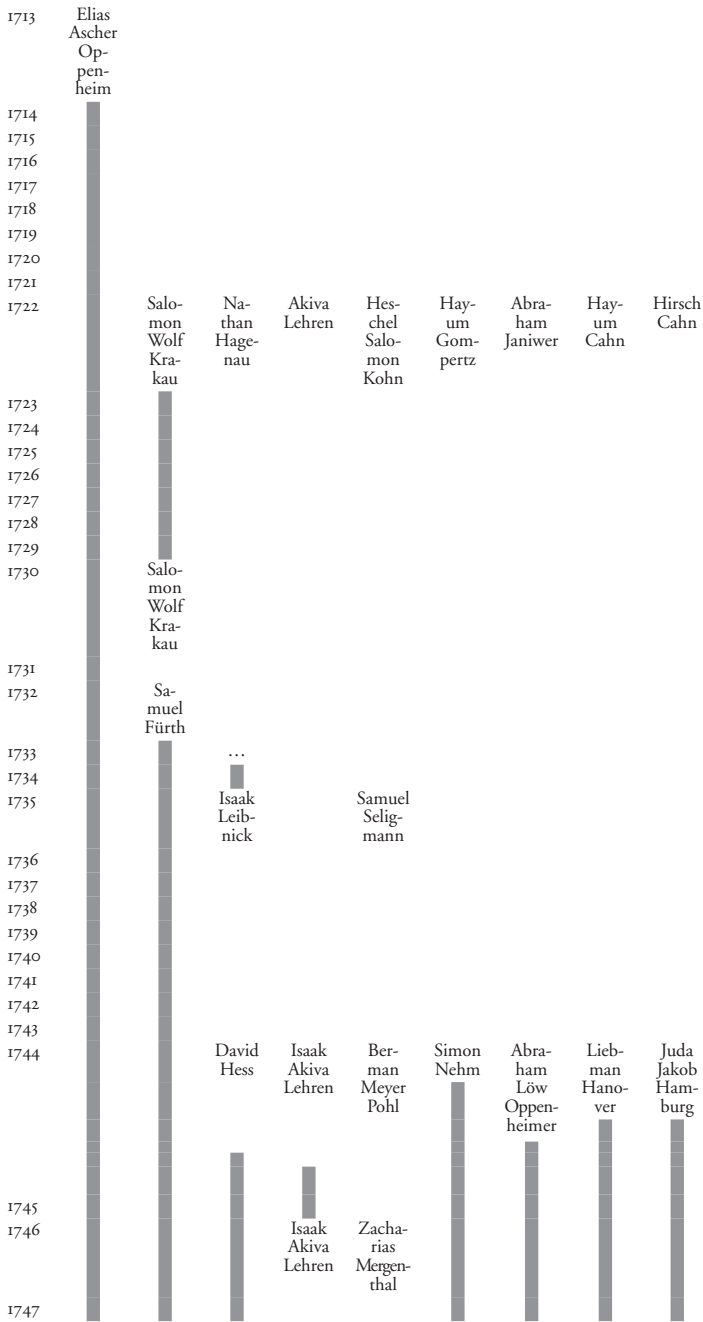 1713 Elias
Ascher
Op-
pen-
heim
1714
1715
1716
1717
1718
1719
1720
1721
1722 Salo- Na- Akiva Hes- Hay- Abra- Hay- Hirsch
mon than Lehren chel um ham um Cahn
Wolf Hage- Salo- Gom- Janiwer Cahn
Kra- nau mon pertz
kau Kohn
1723
1724
1725
1726
1727
1728
1729
1730 Salo-
mon
Wolf
Kra-
kau
1731
1732 Sa-
muel
Fürth
1733 …
1734
1735 Isaak Samuel
Leib- Selig-
nick mann
1736
1737
1738
1739
1740
1741
1742
1743
1744 David Isaak Ber- Simon Abra- Lieb- Juda
Hess Akiva man Nehm ham man Jakob
Lehren Meyer Löw Hano- Ham-
Pohl Oppen- ver burg
heimer
1745
1746 Isaak Zacha-
Akiva rias
Lehren Mergen-
thal
1747